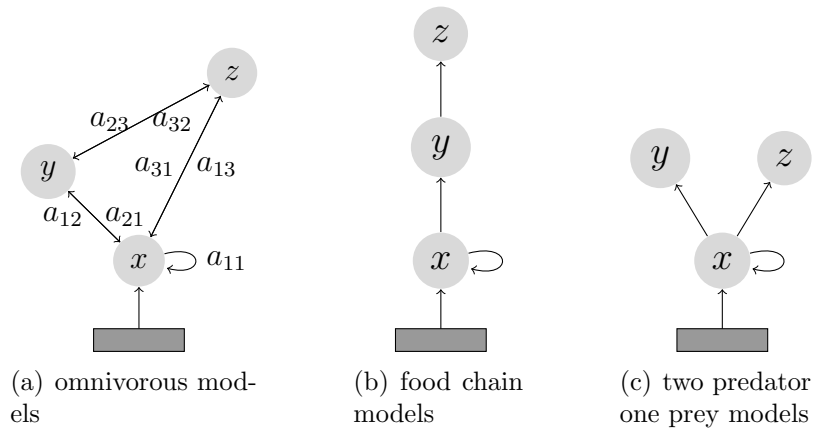 z
a23
a32
y
a31
a13
a12
a21
x
a11
(a) omnivorous mod-
els
z
y
x
(b) food chain
models
y
z
x
(c) two predator
one prey models